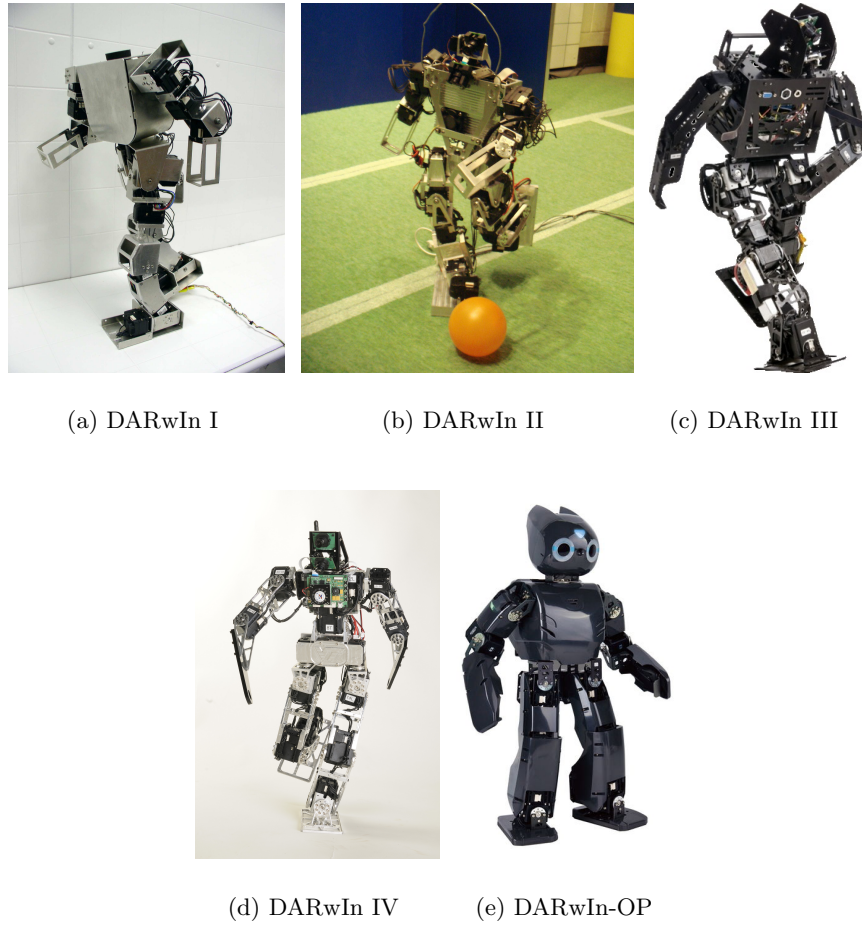 (a) DARwIn I
(b) DARwIn II
(c) DARwIn III
(d) DARwIn IV
(e) DARwIn-OP